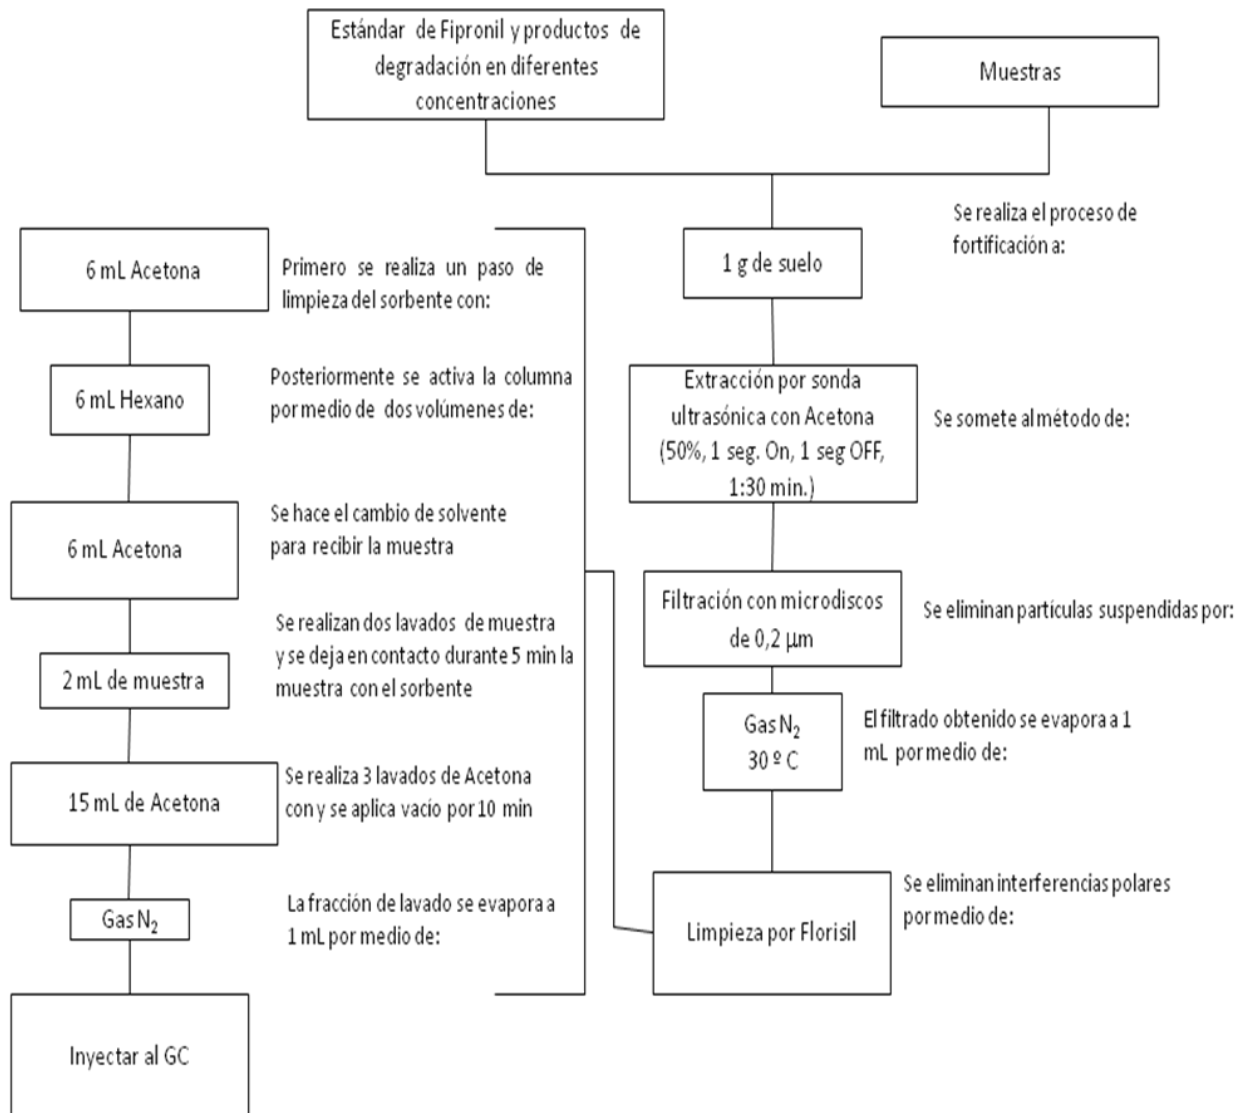 Estándar de Fipronil y productos de
degradación en diferentes
concentraciones
Muestras
Se realiza el proceso de
fortificación a:
1 g de suelo
Extracción por sonda
ultrasónica con Acetona
(50%, 1 seg. On, 1 seg OFF,
1:30 min.)
Se somete al método de:
Filtración con microdiscos
de 0,2 µm
Se eliminan partículas suspendidas por:
Gas N₂
30 º C
El filtrado obtenido se evapora a 1
mL por medio de:
Limpieza por Florisil
Se eliminan interferencias polares
por medio de:
6 mL Acetona
Primero se realiza un paso de
limpieza del sorbente con:
6 mL Hexano
Posteriormente se activa la columna
por medio de dos volúmenes de:
6 mL Acetona
Se hace el cambio de solvente
para recibir la muestra
2 mL de muestra
Se realizan dos lavados de muestra
y se deja en contacto durante 5 min la
muestra con el sorbente
15 mL de Acetona
Se realiza 3 lavados de Acetona
con y se aplica vacío por 10 min
Gas N₂
La fracción de lavado se evapora a
1 mL por medio de:
Inyectar al GC